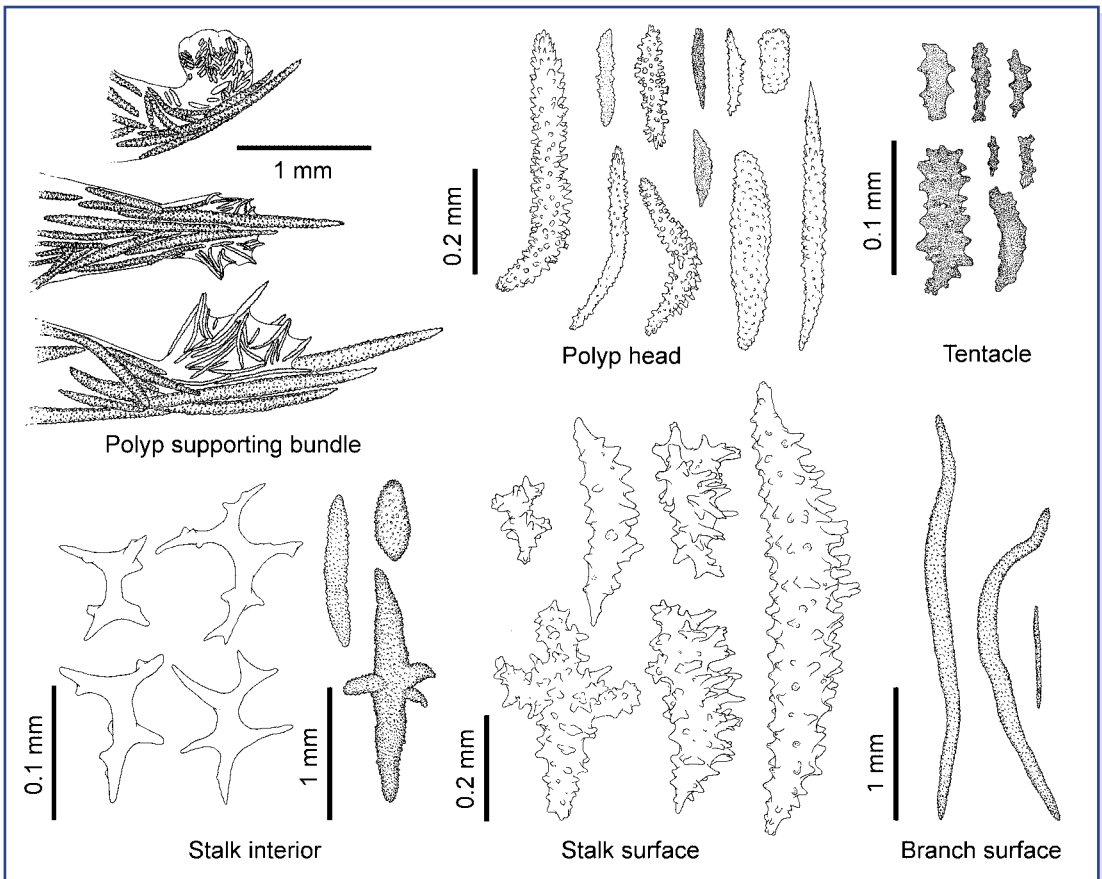 1 mm
Polyp supporting bundle
0.2 mm
Polyp head
0.1 mm
Tentacle
0.1 mm
1 mm
Stalk interior
0.2 mm
Stalk surface
1 mm
Branch surface